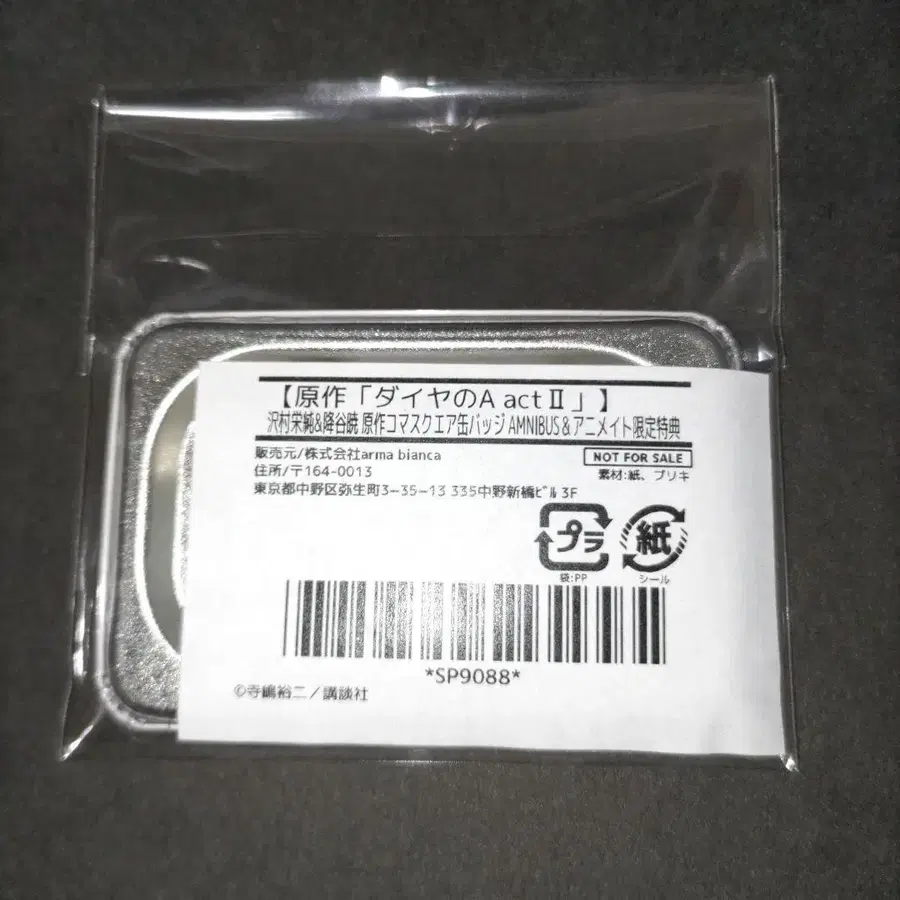 【原作「ダイヤのA actⅡ」】
沢村栄純&降谷暁 原作コマスクエア缶バッジ AMNIBUS&アニメイト限定特典
販売元/株式会社arma bianca
NOT FOR SALE
住所/〒164-0013
素材:紙、ブリキ
東京都中野区弥生町3-35-13 335中野新橋ビル 3F
プラ
紙
袋:PP
シール
*SP9088*
©寺嶋裕二/講談社